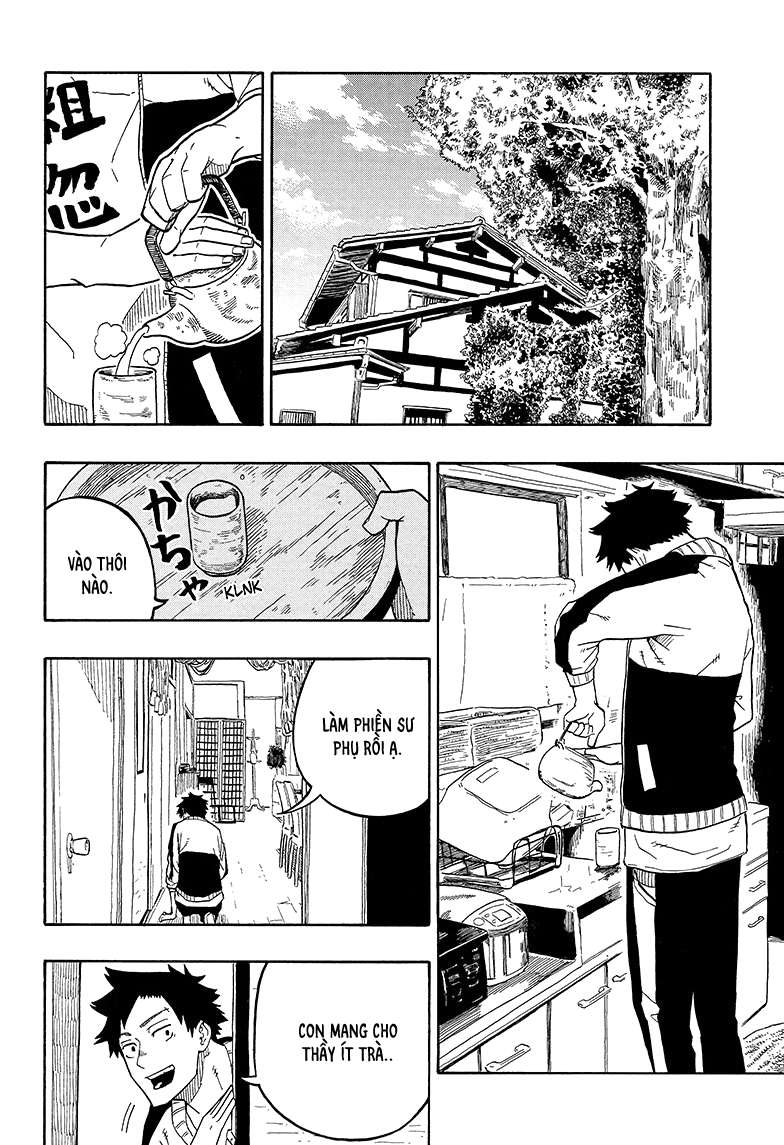 組
忽
VÀO THÔI
NÀO.
かちゃ
KLNK
LÀM PHIỀN SƯ
PHỤ RỒI Ạ.
CON MANG CHO
THẦY ÍT TRÀ..